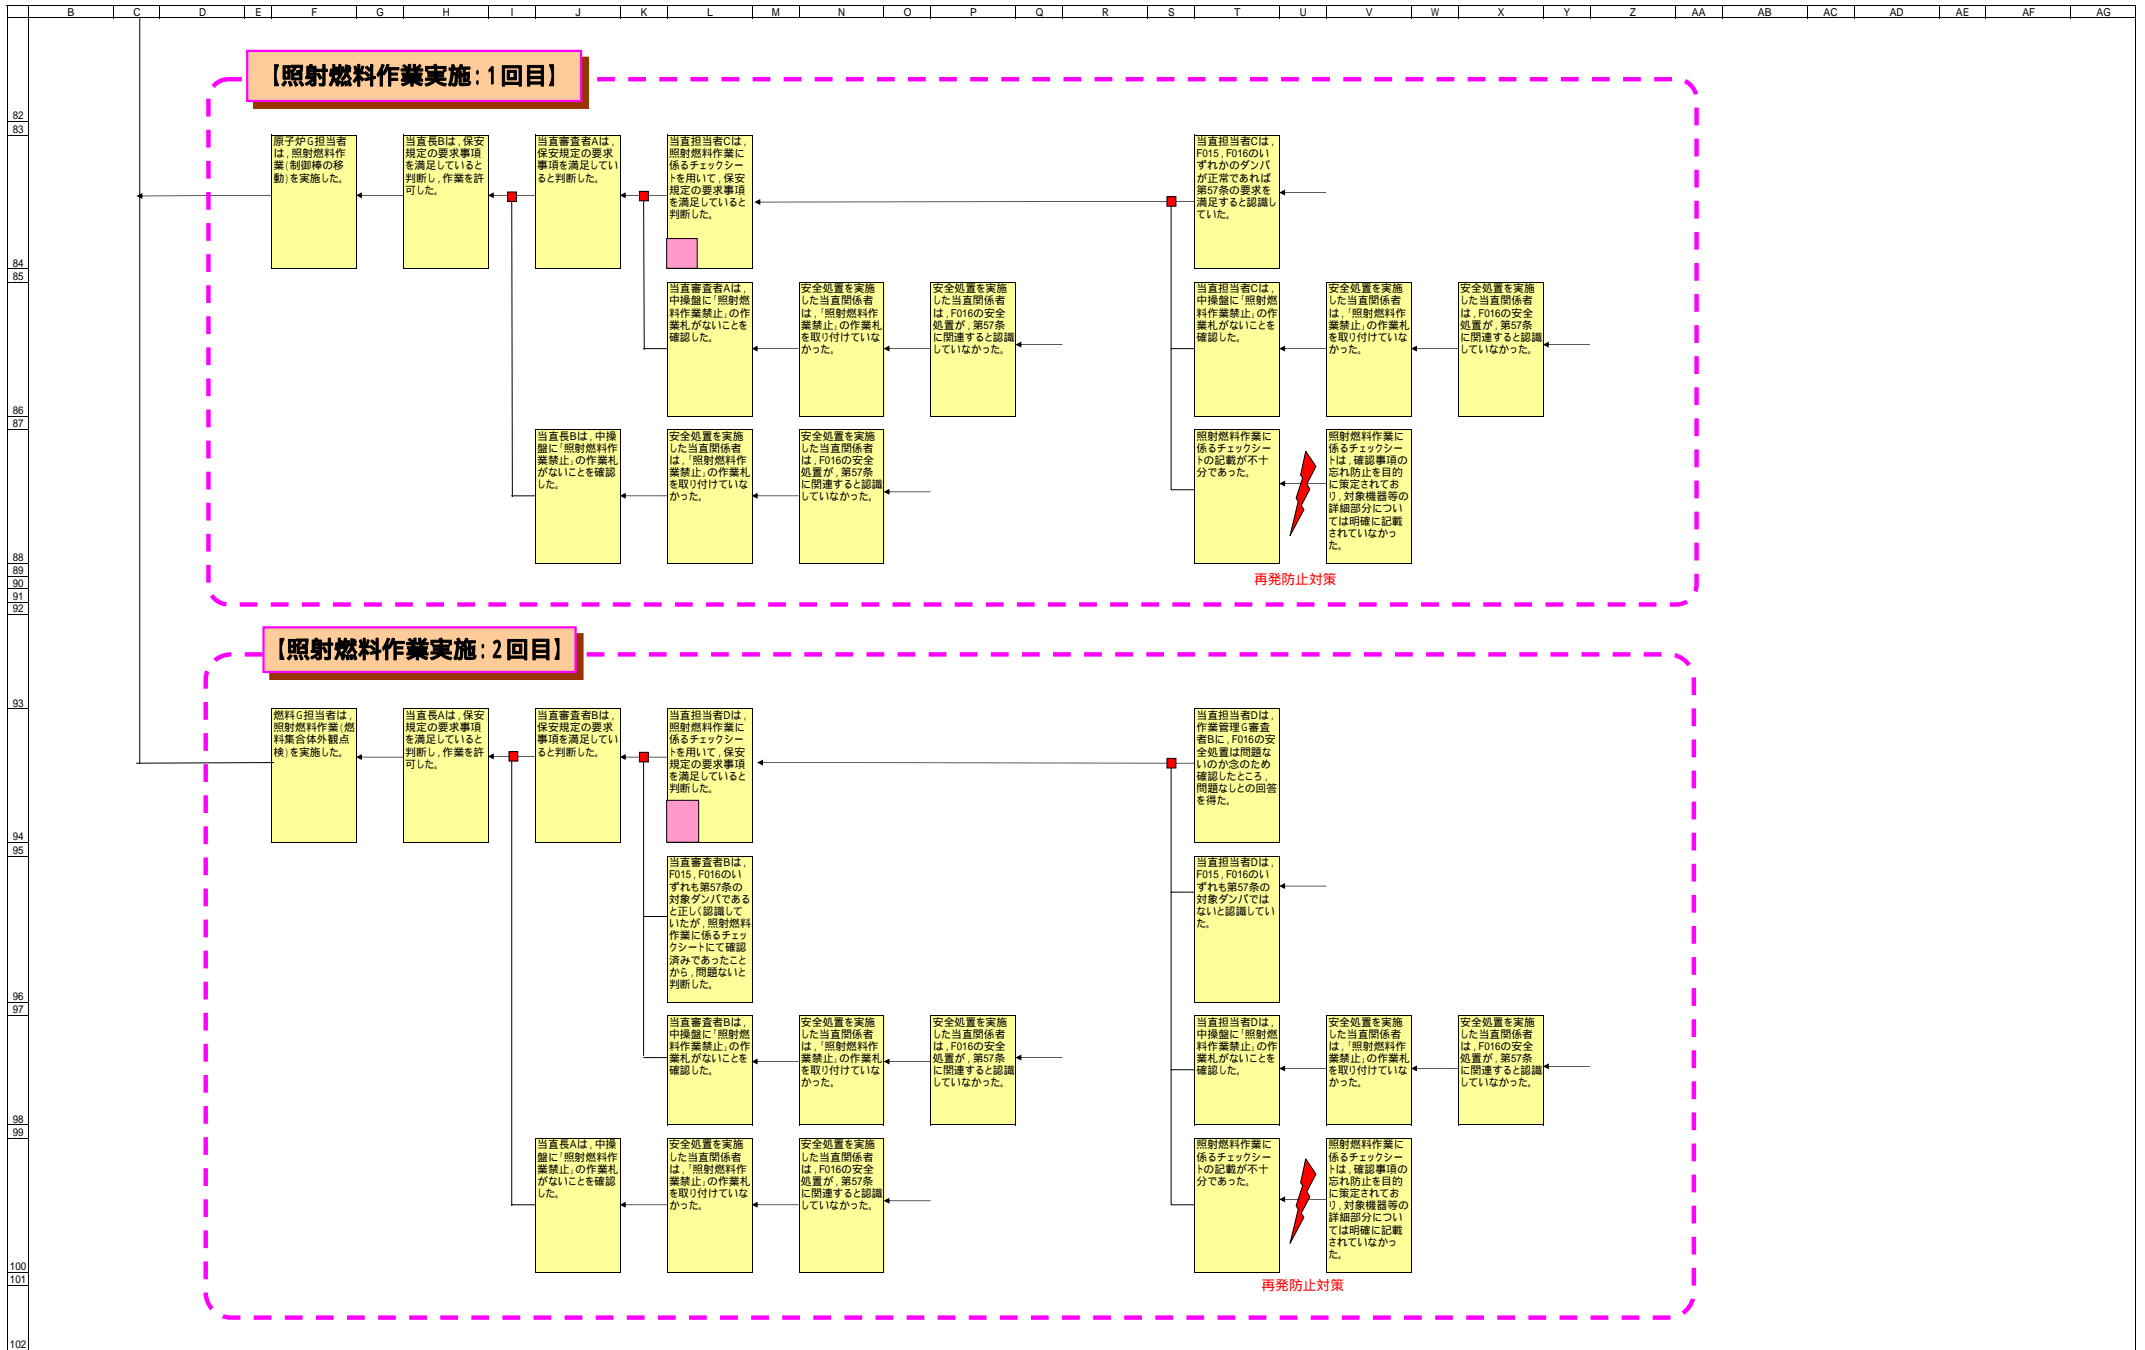 B C D E F G H I J K L M N O P Q R S T U V W X Y Z AA AB AC AD AE AF AG
【照射燃料作業実施：1回目】
82
83
原子炉G担当者
は，照射燃料作
業（制御棒の移
動）を実施した。
当直長Bは，保安
規定の要求事項
を満足していると
判断し，作業を許
可した。
当直審査者Aは，
保安規定の要求
事項を満足してい
ると判断した。
当直担当者Cは，
照射燃料作業に
係るチェックシー
トを用いて，保安
規定の要求事項
を満足していると
判断した。
当直担当者Cは，
F015，F016のい
ずれかのダンパ
が正常であれば
第57条の要求を
満足すると認識し
ていた。
84
85
当直審査者Aは，
中操盤に「照射燃
料作業禁止」の作
業札がないことを
確認した。
安全処置を実施
した当直関係者
は，「照射燃料作
業禁止」の作業札
を取り付けていな
かった。
安全処置を実施
した当直関係者
は，F016の安全
処置が，第57条
に関連すると認識
していなかった。
当直担当者Cは，
中操盤に「照射燃
料作業禁止」の作
業札がないことを
確認した。
安全処置を実施
した当直関係者
は，「照射燃料作
業禁止」の作業札
を取り付けていな
かった。
安全処置を実施
した当直関係者
は，F016の安全
処置が，第57条
に関連すると認識
していなかった。
86
87
当直長Bは，中操
盤に「照射燃料作
業禁止」の作業札
がないことを確認
した。
安全処置を実施
した当直関係者
は，「照射燃料作
業禁止」の作業札
を取り付けていな
かった。
安全処置を実施
した当直関係者
は，F016の安全
処置が，第57条
に関連すると認識
していなかった。
照射燃料作業に
係るチェックシー
トの記載が不十
分であった。
照射燃料作業に
係るチェックシー
トは，確認事項の
忘れ防止を目的
に策定されてお
り，対象機器等の
詳細部分につい
ては明確に記載
されていなかっ
た。
88
89
再発防止対策
90
91
92
【照射燃料作業実施：2回目】
93
燃料G担当者は，
照射燃料作業（燃
料集合体外観点
検）を実施した。
当直長Aは，保安
規定の要求事項
を満足していると
判断し，作業を許
可した。
当直審査者Bは，
保安規定の要求
事項を満足してい
ると判断した。
当直担当者Dは，
照射燃料作業に
係るチェックシー
トを用いて，保安
規定の要求事項
を満足していると
判断した。
当直担当者Dは，
作業管理G審査
者Bに，F016の安
全処置は問題な
いのか念のため
確認したところ，
問題なしとの回答
を得た。
94
95
当直審査者Bは，
F015，F016のい
ずれも第57条の
対象ダンパである
と正しく認識して
いたが，照射燃料
作業に係るチェッ
クシートにて確認
済みであったこと
から，問題ないと
判断した。
当直担当者Dは，
F015，F016のい
ずれも第57条の
対象ダンパでは
ないと認識してい
た。
96
97
当直審査者Bは，
中操盤に「照射燃
料作業禁止」の作
業札がないことを
確認した。
安全処置を実施
した当直関係者
は，「照射燃料作
業禁止」の作業札
を取り付けていな
かった。
安全処置を実施
した当直関係者
は，F016の安全
処置が，第57条
に関連すると認識
していなかった。
当直担当者Dは，
中操盤に「照射燃
料作業禁止」の作
業札がないことを
確認した。
安全処置を実施
した当直関係者
は，「照射燃料作
業禁止」の作業札
を取り付けていな
かった。
安全処置を実施
した当直関係者
は，F016の安全
処置が，第57条
に関連すると認識
していなかった。
98
99
当直長Aは，中操
盤に「照射燃料作
業禁止」の作業札
がないことを確認
した。
安全処置を実施
した当直関係者
は，「照射燃料作
業禁止」の作業札
を取り付けていな
かった。
安全処置を実施
した当直関係者
は，F016の安全
処置が，第57条
に関連すると認識
していなかった。
照射燃料作業に
係るチェックシー
トの記載が不十
分であった。
照射燃料作業に
係るチェックシー
トは，確認事項の
忘れ防止を目的
に策定されてお
り，対象機器等の
詳細部分につい
ては明確に記載
されていなかっ
た。
100
101
再発防止対策
102